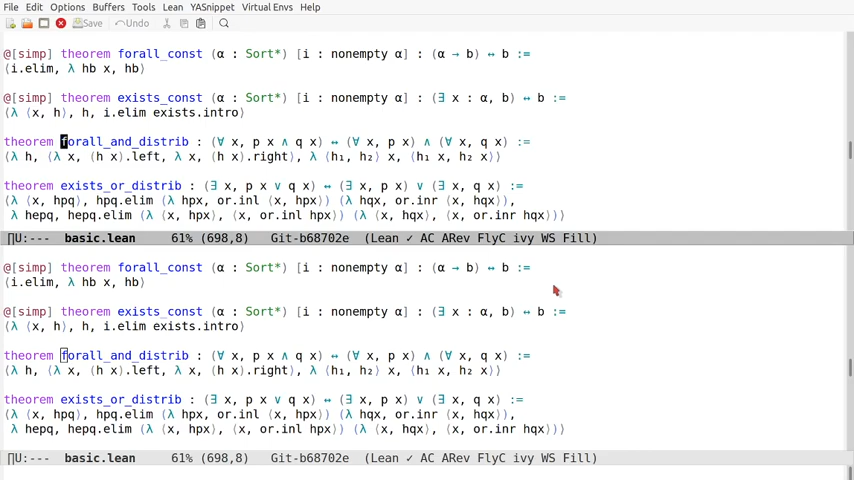 File Edit Options Buffers Tools Lean YASnippet Virtual Envs Help
Save Undo
@[simp] theorem forall_const (α : Sort*) [i : nonempty α] : (α → b) ↔ b :=
⟨i.elim, λ hb x, hb⟩
@[simp] theorem exists_const (α : Sort*) [i : nonempty α] : (∃ x : α, b) ↔ b :=
⟨λ ⟨x, h⟩, h, i.elim exists.intro⟩
theorem forall_and_distrib : (∀ x, p x ∧ q x) ↔ (∀ x, p x) ∧ (∀ x, q x) :=
⟨λ h, ⟨λ x, (h x).left, λ x, (h x).right⟩, λ ⟨h₁, h₂⟩ x, ⟨h₁ x, h₂ x⟩⟩
theorem exists_or_distrib : (∃ x, p x ∨ q x) ↔ (∃ x, p x) ∨ (∃ x, q x) :=
⟨λ ⟨x, hpq⟩, hpq.elim (λ hpx, or.inl ⟨x, hpx⟩) (λ hqx, or.inr ⟨x, hqx⟩),
λ hepq, hepq.elim (λ ⟨x, hpx⟩, ⟨x, or.inl hpx⟩) (λ ⟨x, hqx⟩, ⟨x, or.inr hqx⟩)⟩
∏U:--- basic.lean 61% (698,8) Git-b68702e (Lean ✓ AC ARev FlyC ivy WS Fill)
@[simp] theorem forall_const (α : Sort*) [i : nonempty α] : (α → b) ↔ b :=
⟨i.elim, λ hb x, hb⟩
@[simp] theorem exists_const (α : Sort*) [i : nonempty α] : (∃ x : α, b) ↔ b :=
⟨λ ⟨x, h⟩, h, i.elim exists.intro⟩
theorem forall_and_distrib : (∀ x, p x ∧ q x) ↔ (∀ x, p x) ∧ (∀ x, q x) :=
⟨λ h, ⟨λ x, (h x).left, λ x, (h x).right⟩, λ ⟨h₁, h₂⟩ x, ⟨h₁ x, h₂ x⟩⟩
theorem exists_or_distrib : (∃ x, p x ∨ q x) ↔ (∃ x, p x) ∨ (∃ x, q x) :=
⟨λ ⟨x, hpq⟩, hpq.elim (λ hpx, or.inl ⟨x, hpx⟩) (λ hqx, or.inr ⟨x, hqx⟩),
λ hepq, hepq.elim (λ ⟨x, hpx⟩, ⟨x, or.inl hpx⟩) (λ ⟨x, hqx⟩, ⟨x, or.inr hqx⟩)⟩
∏U:--- basic.lean 61% (698,8) Git-b68702e (Lean ✓ AC ARev FlyC ivy WS Fill)